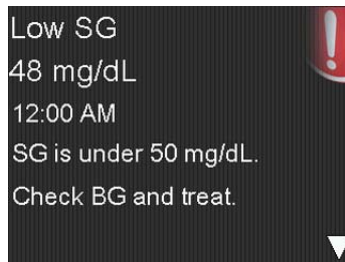 Low SG
48 mg/dL
12:00 AM
SG is under 50 mg/dL.
Check BG and treat.